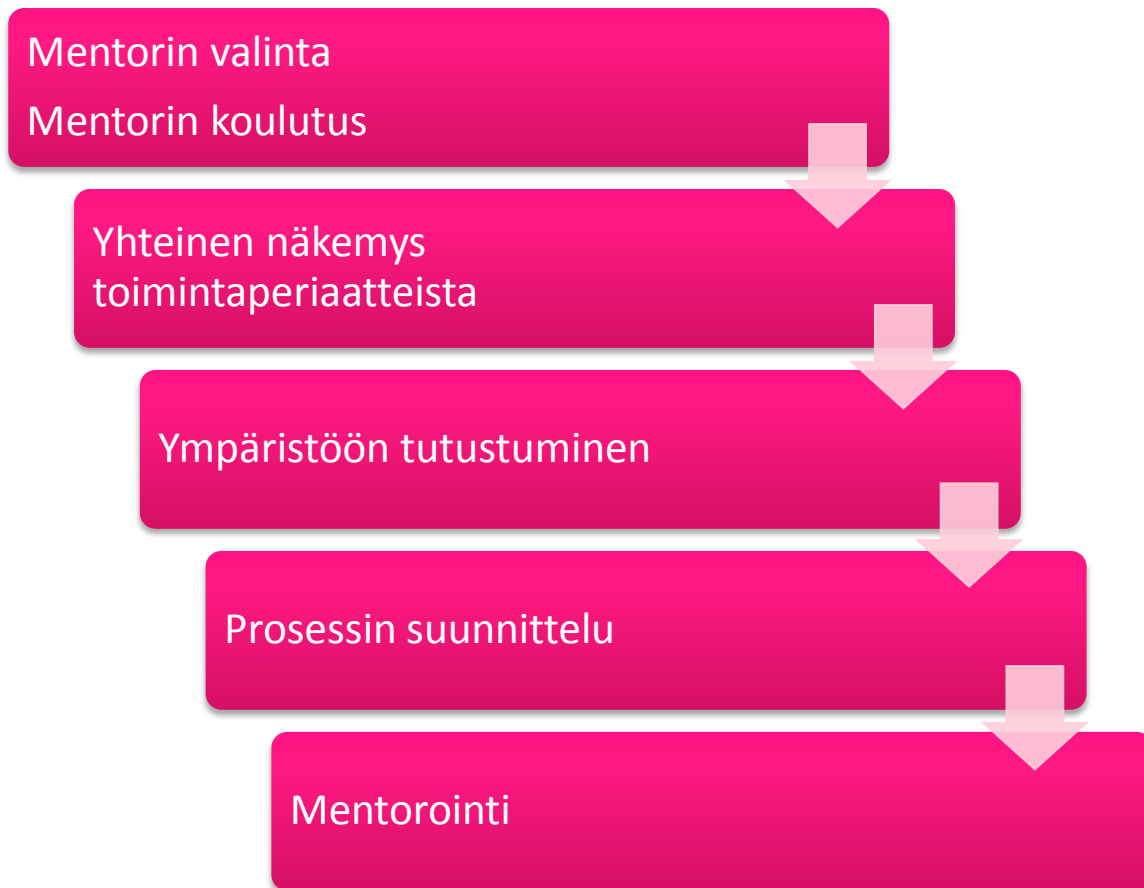 Mentorin valinta
Mentorin koulutus
Yhteinen näkemys
toimintaperiaatteista
Ympäristöön tutustuminen
Prosessin suunnittelu
Mentorointi